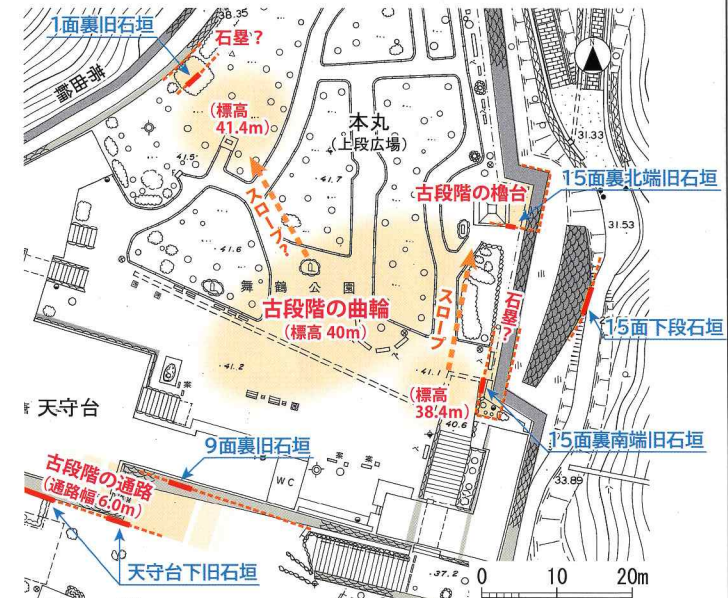 38.35
1面裏旧石垣
石塁？
帯曲輪
N
（標高
41.4m）
本丸
（上段広場）
31.33
41.5
41.7
古段階の櫓台
15面裏北端旧石垣
スロープ？
31.53
41.6
舞鶴公園
古段階の曲輪
（標高 40m）
スロープ
石塁？
15面下段石垣
41.2
41.1
（標高
38.4m）
天守台
40.6
9面裏旧石垣
15面裏南端旧石垣
古段階の通路
（通路幅 6.0m）
WC
33.89
天守台下旧石垣
37.2
0 10 20m